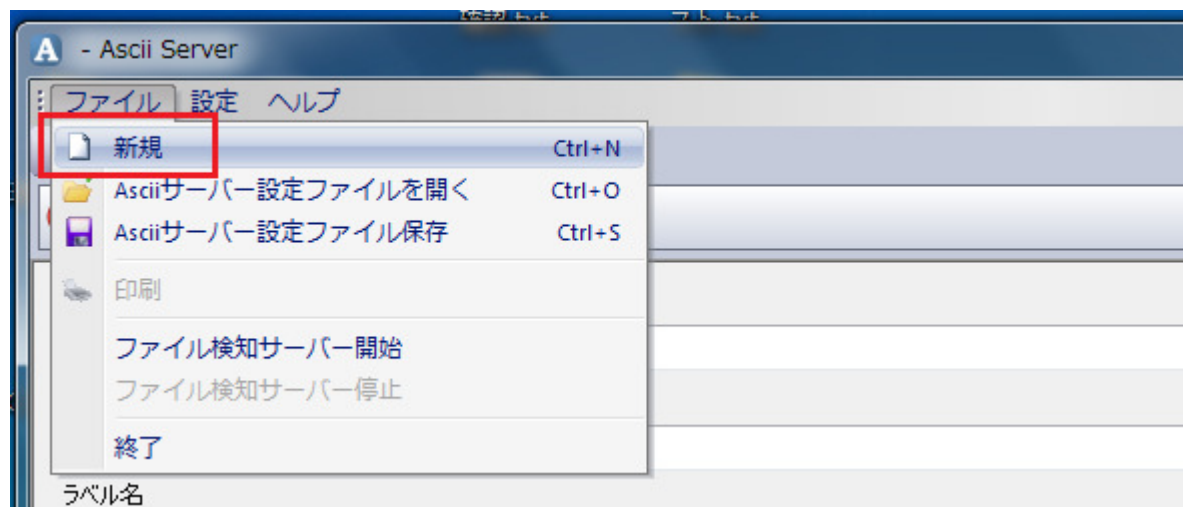 - Ascii Server
ファイル 設定 ヘルプ
新規 Ctrl+N
Asciiサーバー設定ファイルを開く Ctrl+O
Asciiサーバー設定ファイル保存 Ctrl+S
印刷
ファイル検知サーバー開始
ファイル検知サーバー停止
終了
ラベル名